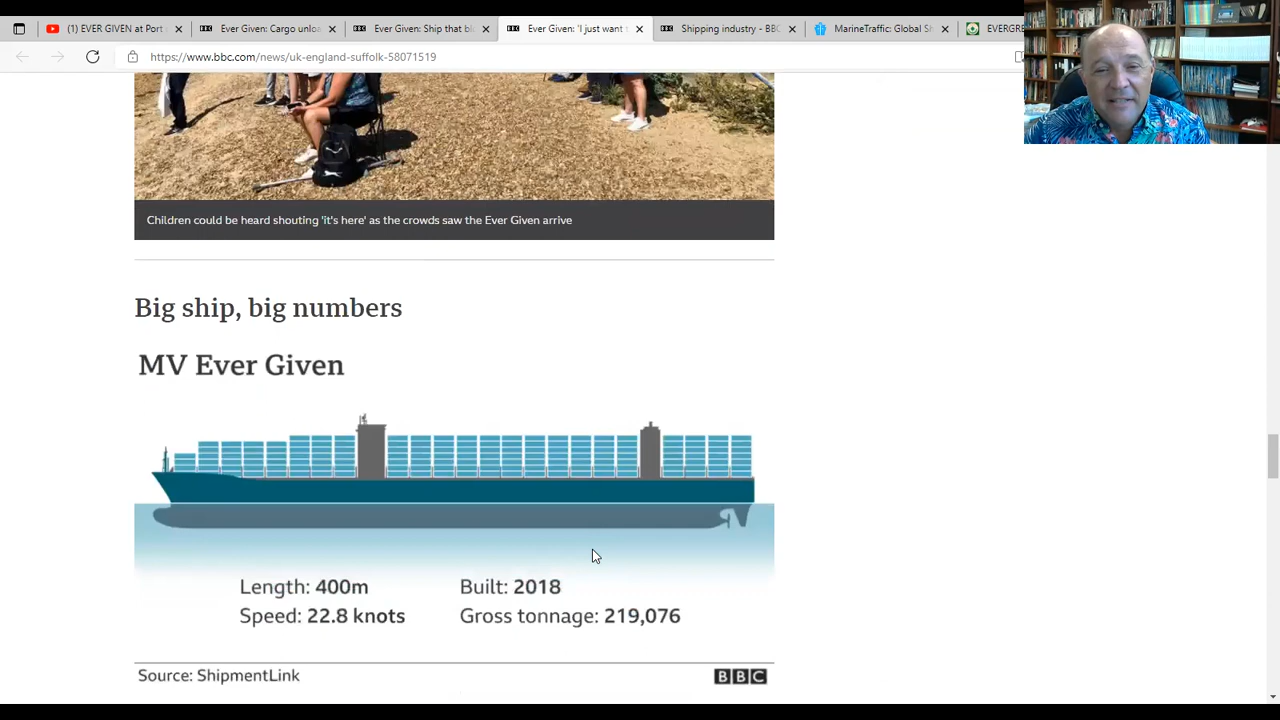 (1) EVER GIVEN at Port
Ever Given: Cargo unloa
Ever Given: Ship that bl
Ever Given: 'I just want t
Shipping industry - BBC
MarineTraffic: Global Sh
EVERGRE
https://www.bbc.com/news/uk-england-suffolk-58071519
Children could be heard shouting 'it's here' as the crowds saw the Ever Given arrive
Big ship, big numbers
MV Ever Given
Length: 400m
Built: 2018
Speed: 22.8 knots
Gross tonnage: 219,076
Source: ShipmentLink
BBC